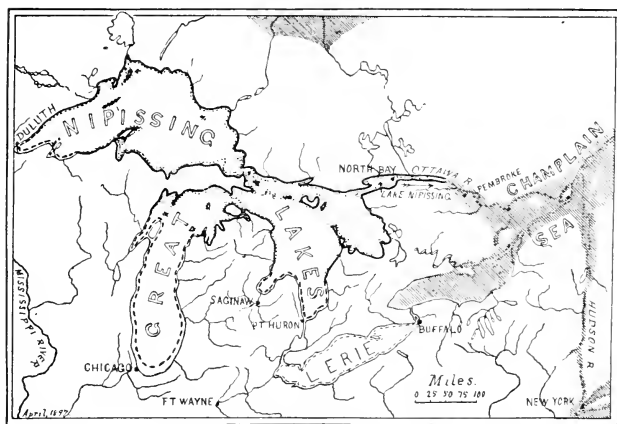 DULUTH
NIPISSING
GREAT
LAKES
NORTH BAY
OTTAWA R.
PEMBROKE
LAKE NIPISSING
CHAMPLAIN
SEA
MISSISSIPPI RIVER
SAGINAW
PT HURON
L. ERIE
BUFFALO
HUDSON R
CHICAGO
FT WAYNE
Miles.
0 25 50 75 100
NEW YORK
April, 1897